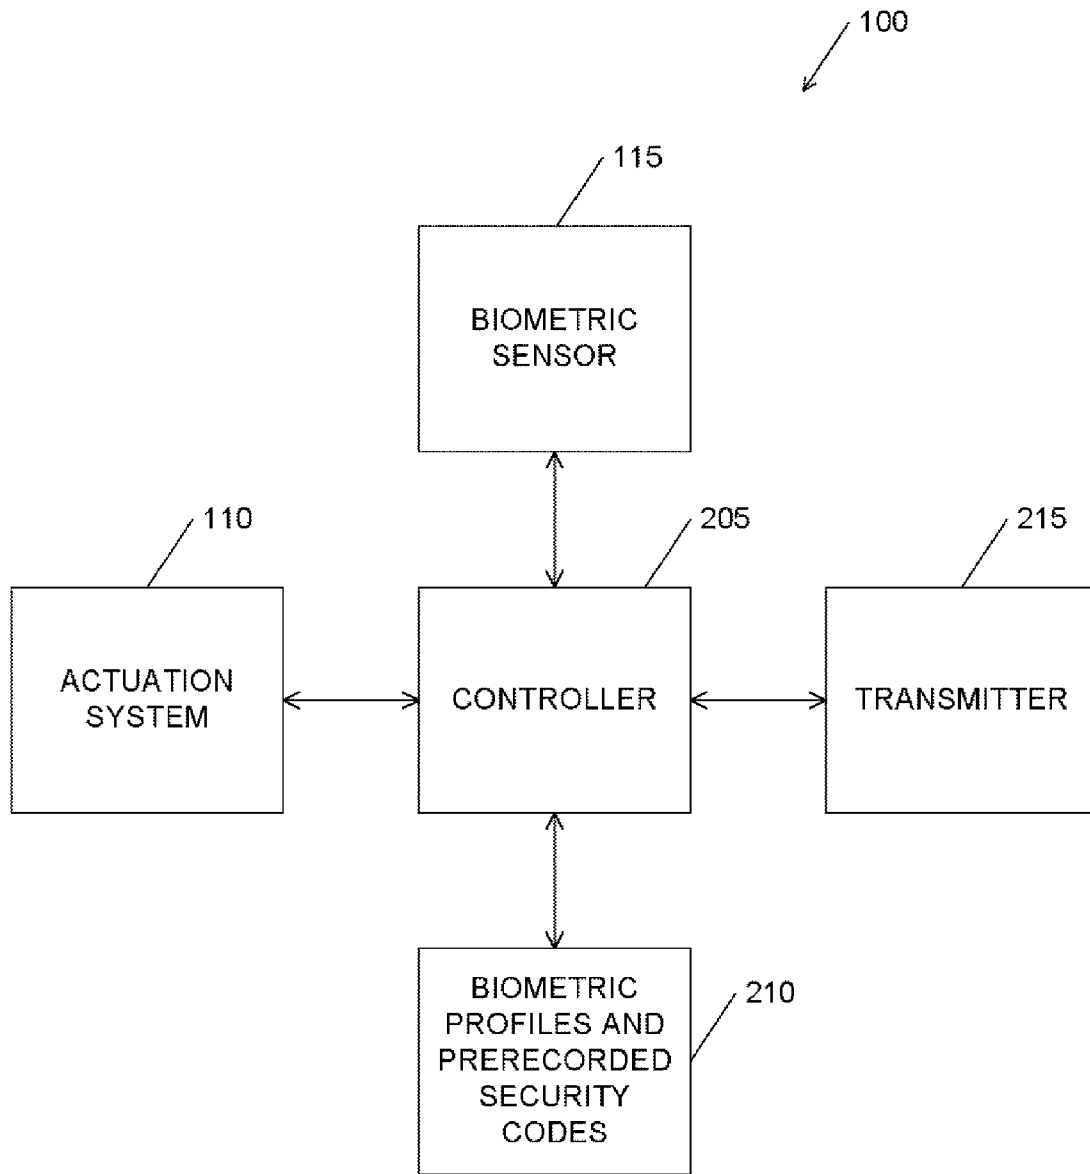 100
115
BIOMETRIC
SENSOR
110
205
215
ACTUATION
SYSTEM
CONTROLLER
TRANSMITTER
BIOMETRIC
PROFILES AND
PRERECORDED
SECURITY
CODES
210